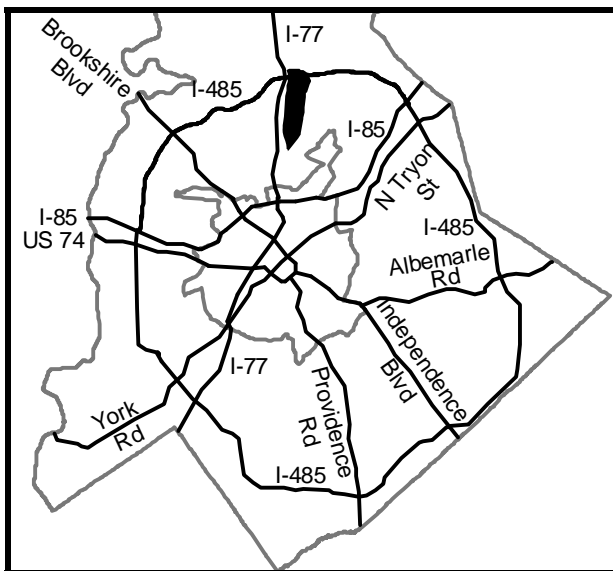 I-77
Brookshire
Blvd
I-485
I-85
N Tryon
St
I-85
US 74
I-485
Albemarle
Rd
Independence
Blvd
I-77
Providence
Rd
York
Rd
I-485